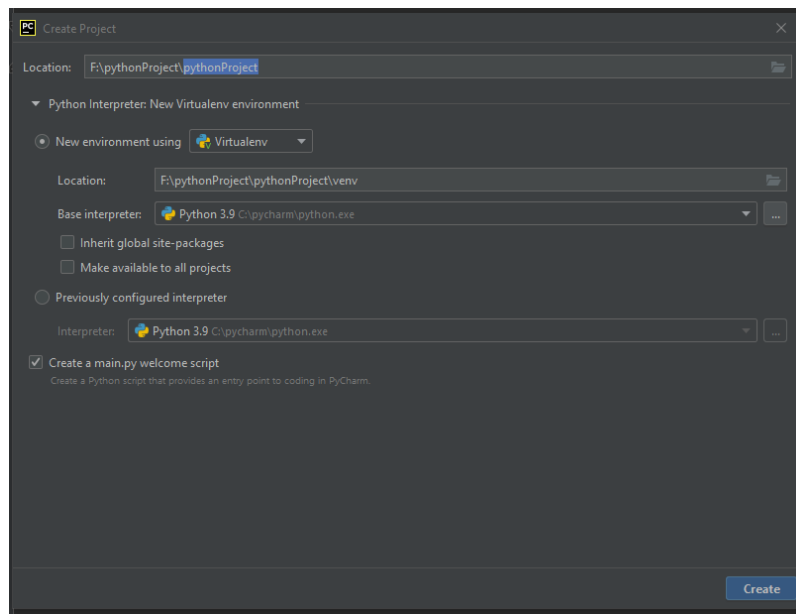 PC Create Project
Location: F:\pythonProject\pythonProject
Python Interpreter: New Virtualenv environment
New environment using Virtualenv
Location: F:\pythonProject\pythonProject\venv
Base interpreter: Python 3.9 C:\pycharm\python.exe ...
Inherit global site-packages
Make available to all projects
Previously configured interpreter
Interpreter: Python 3.9 C:\pycharm\python.exe ...
Create a main.py welcome script
Create a Python script that provides an entry point to coding in PyCharm.
Create